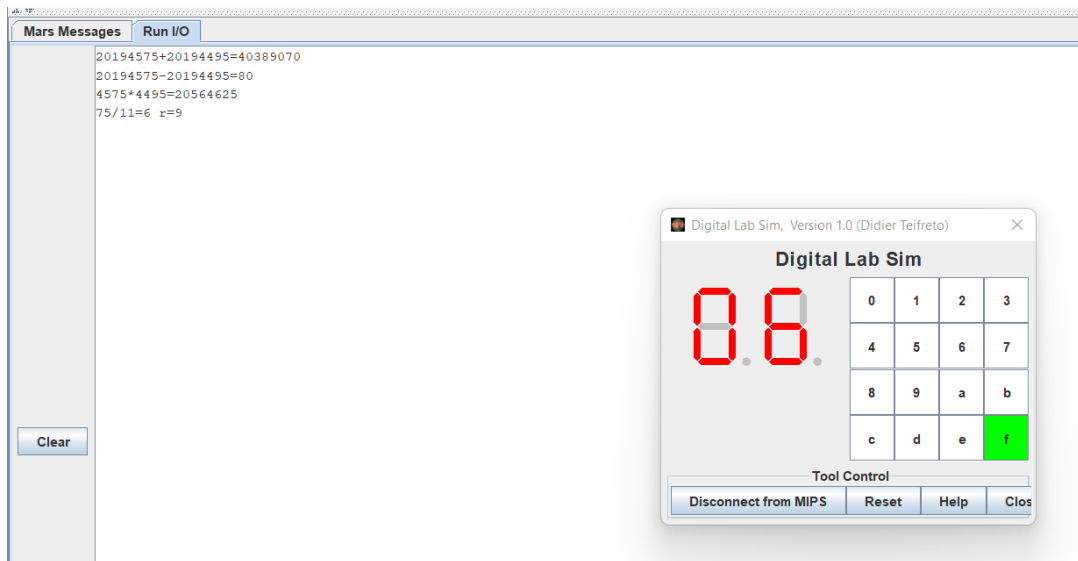 Mars Messages Run I/O
20194575+20194495=40389070
20194575-20194495=80
4575*4495=20564625
75/11=6 r=9
Clear
Digital Lab Sim, Version 1.0 (Didier Teifreto)
Digital Lab Sim
06
0 1 2 3
4 5 6 7
8 9 a b
c d e f
Tool Control
Disconnect from MIPS Reset Help Clos